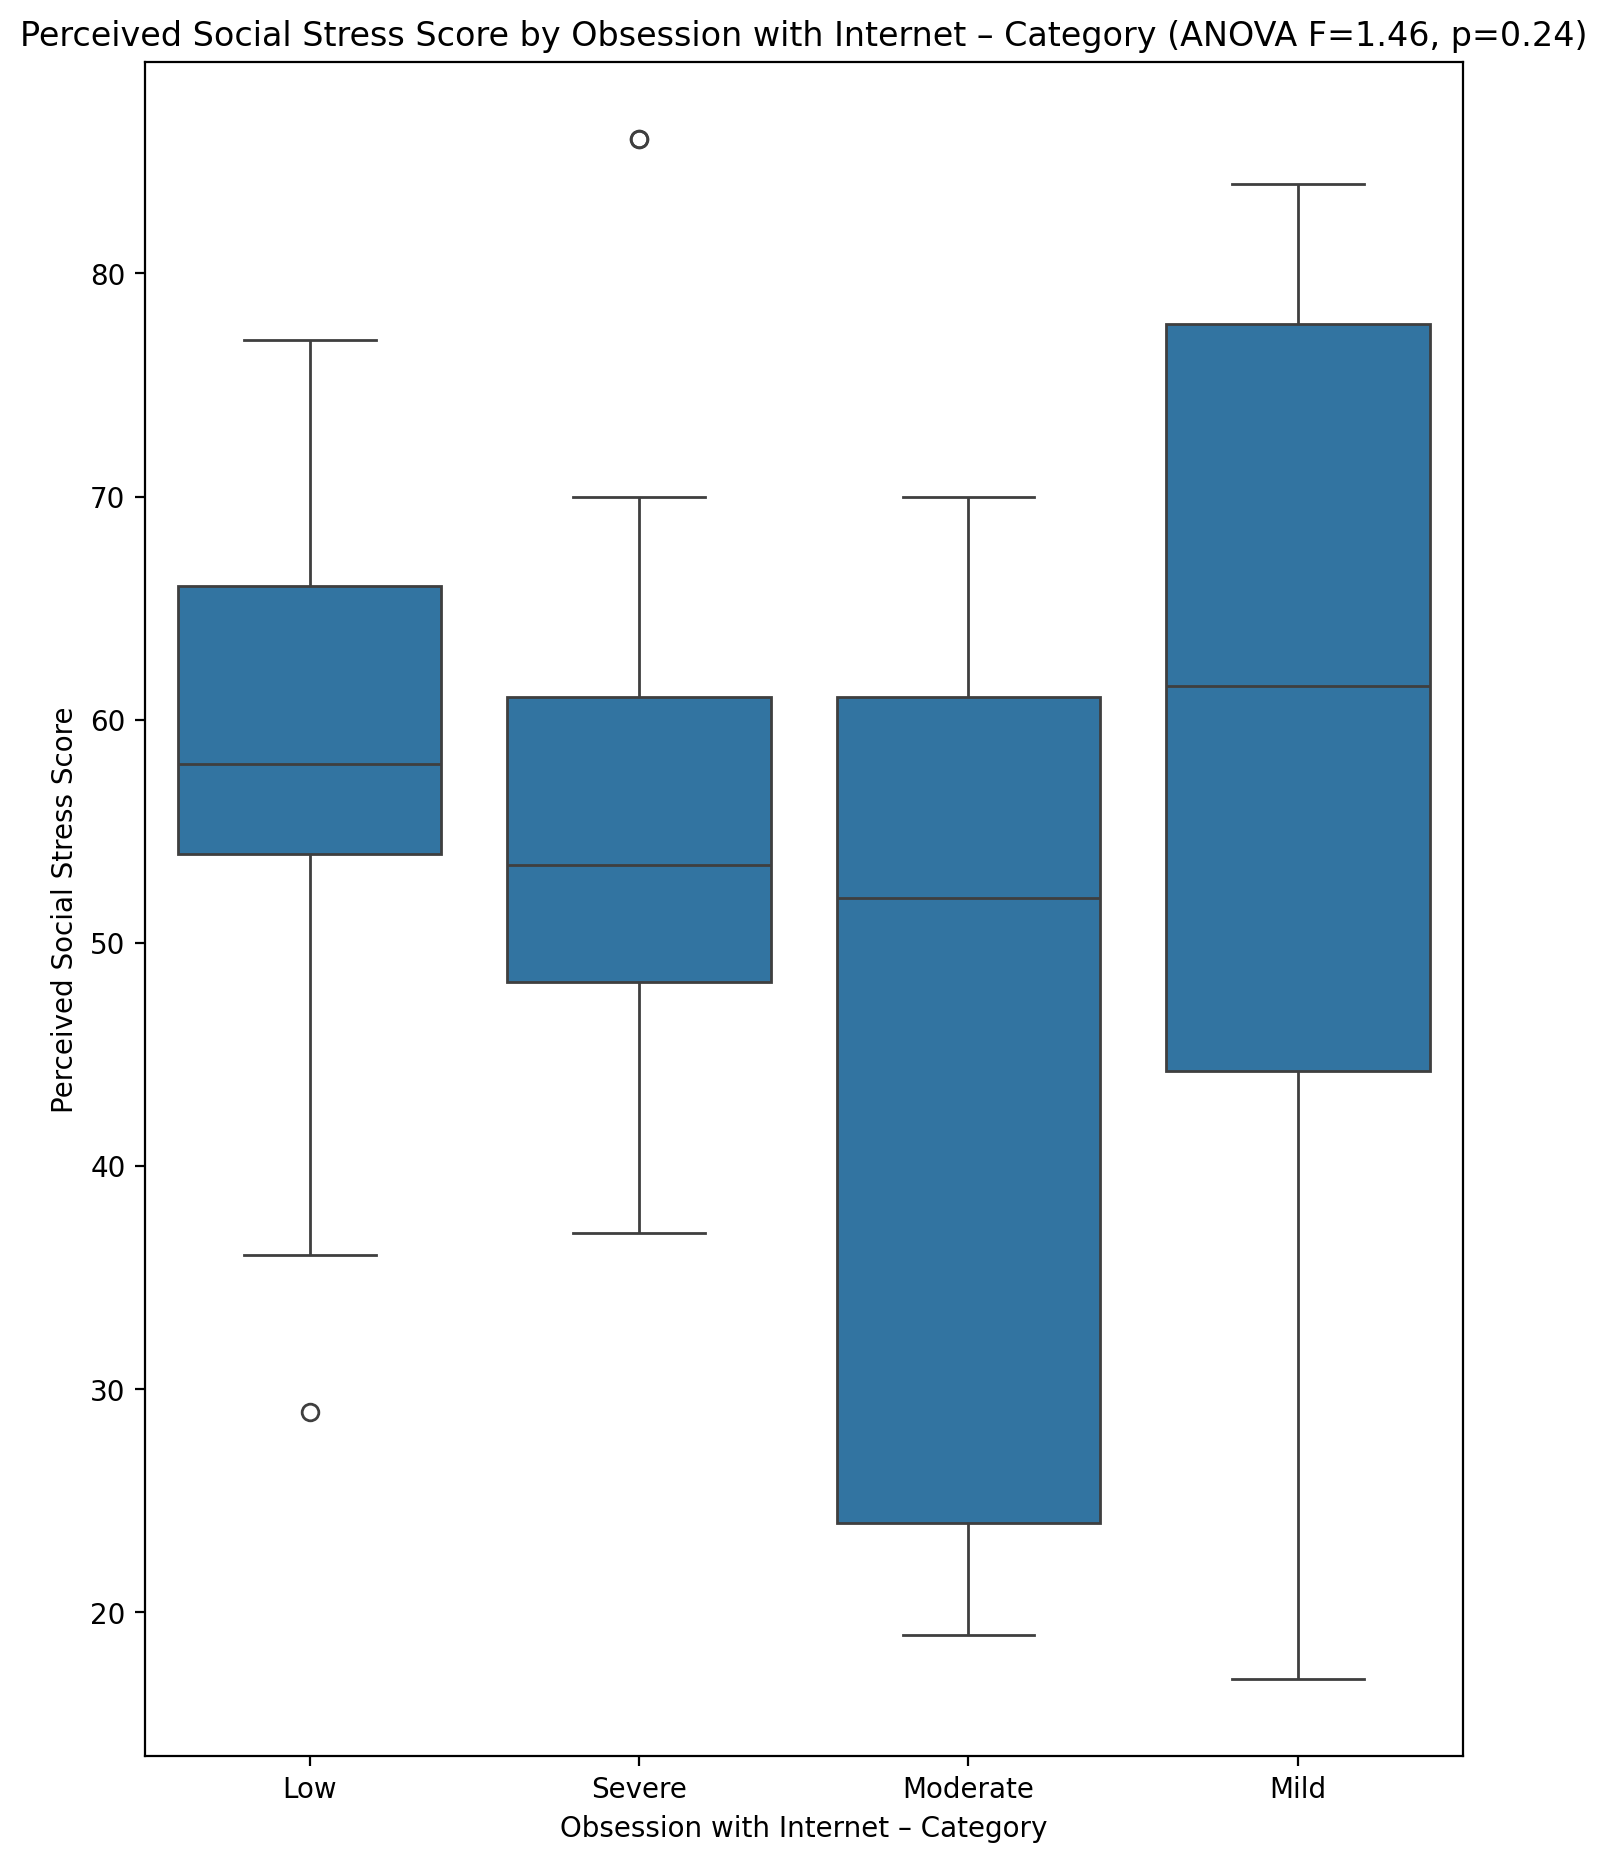 Perceived Social Stress Score by Obsession with Internet – Category (ANOVA F=1.46, p=0.24)
Perceived Social Stress Score
80
70
60
50
40
30
20
Low Severe Moderate Mild
Obsession with Internet – Category